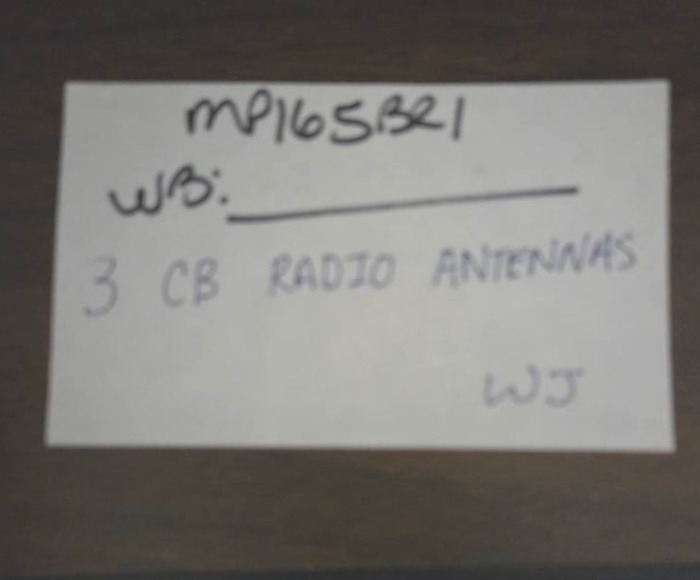 MP165B21
WB:
3 CB RADIO ANTENNAS
WJ